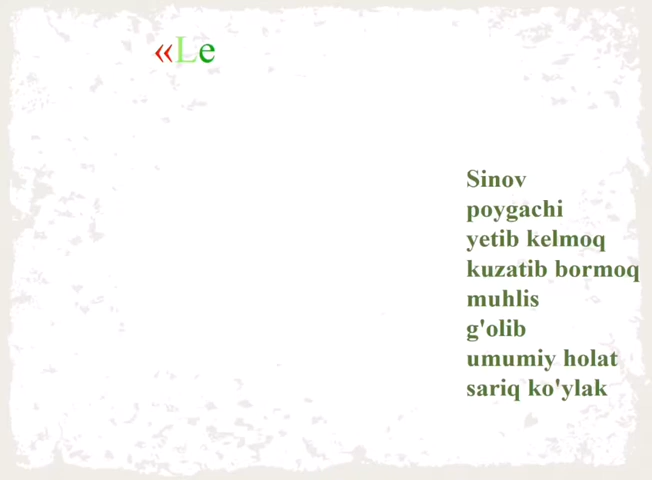 «Le
Sinov
poygachi
yetib kelmoq
kuzatib bormoq
muhlis
g'olib
umumiy holat
sariq ko'ylak